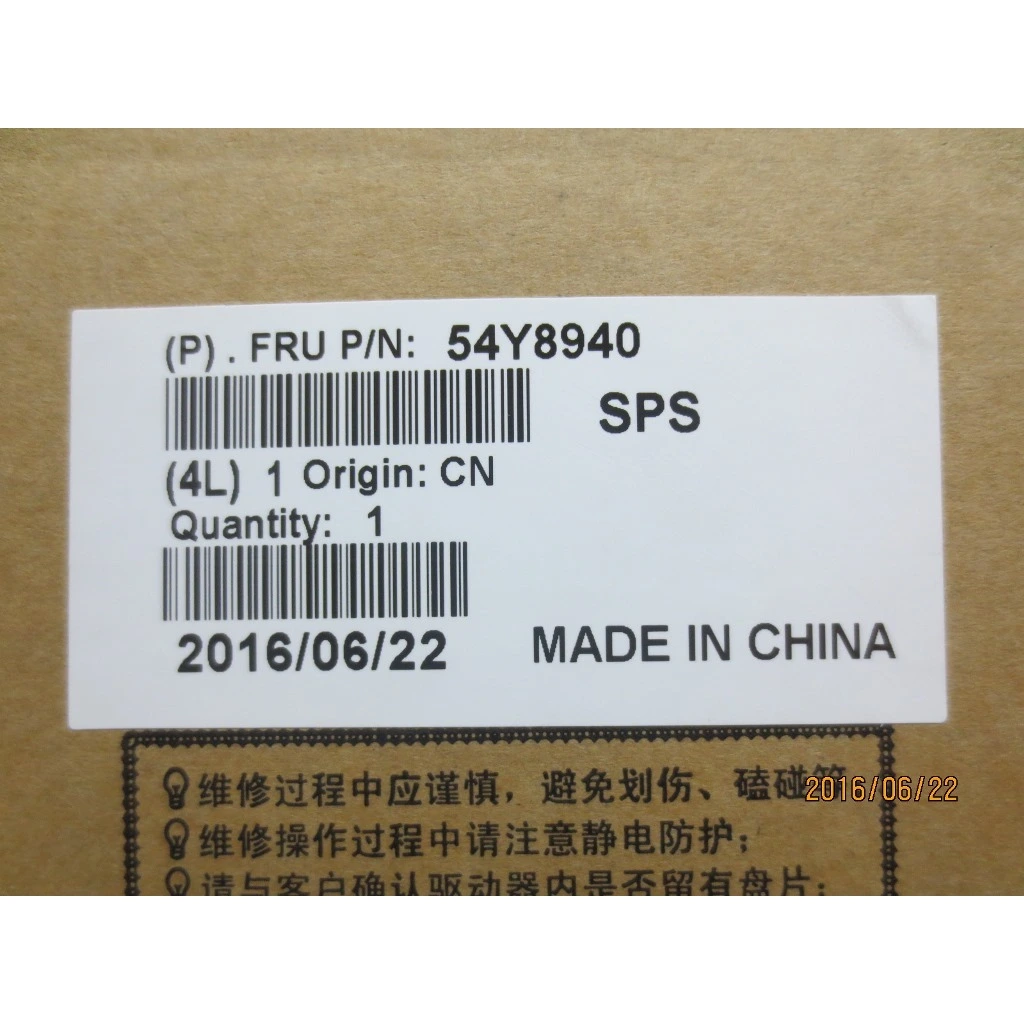 (P) . FRU P/N: 54Y8940
SPS
(4L) 1 Origin: CN
Quantity: 1
2016/06/22
MADE IN CHINA
维修过程中应谨慎，避免划伤、磕碰等
2016/06/22
维修操作过程中请注意静电防护；
请与客户确认驱动器内是否留有盘片；